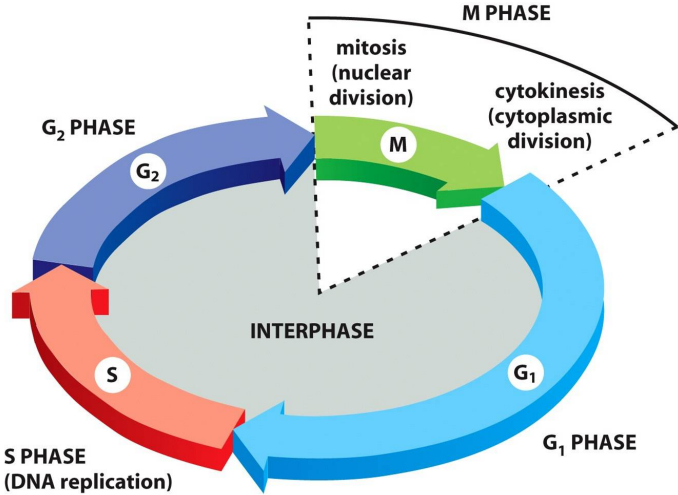 M PHASE
mitosis
(nuclear
division)
cytokinesis
(cytoplasmic
division)
G₂ PHASE
M
G₂
INTERPHASE
S
G₁
G₁ PHASE
S PHASE
(DNA replication)